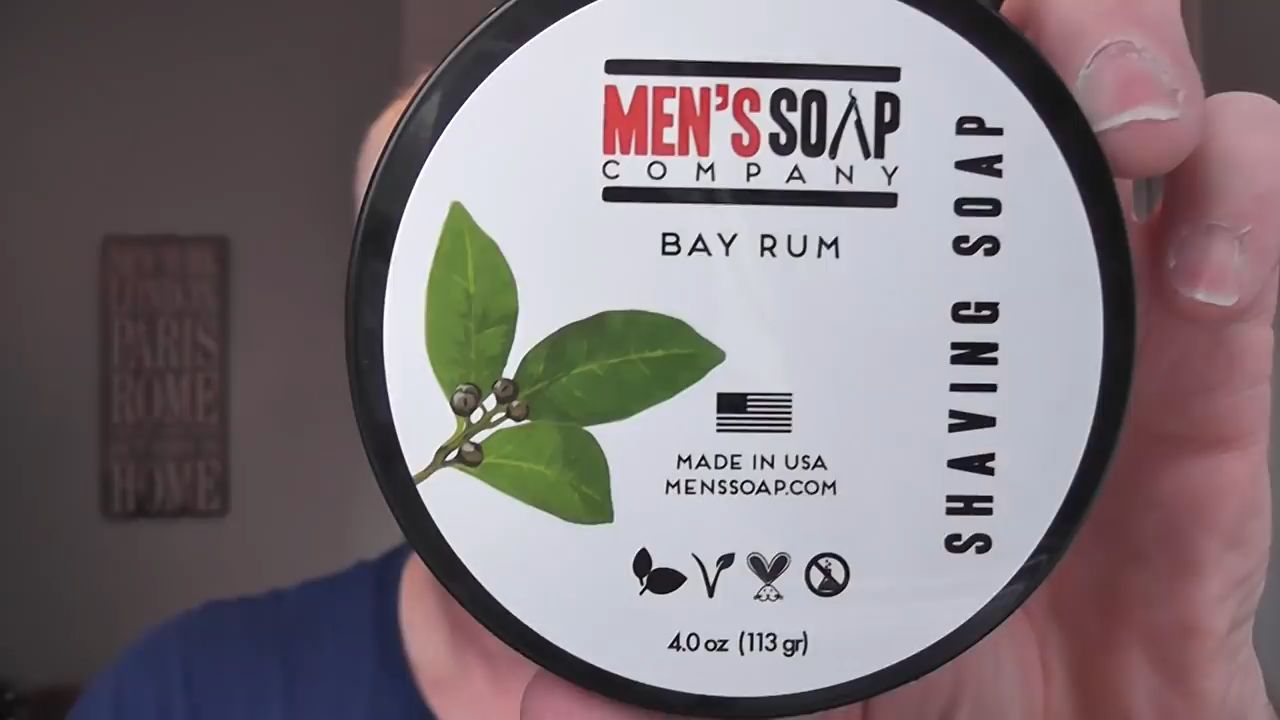 MEN'S SOAP
COMPANY
BAY RUM
SHAVING SOAP
MADE IN USA
MENSSOAP.COM
4.0 oz (113 gr)
LONDON
PARIS
ROME
HOME